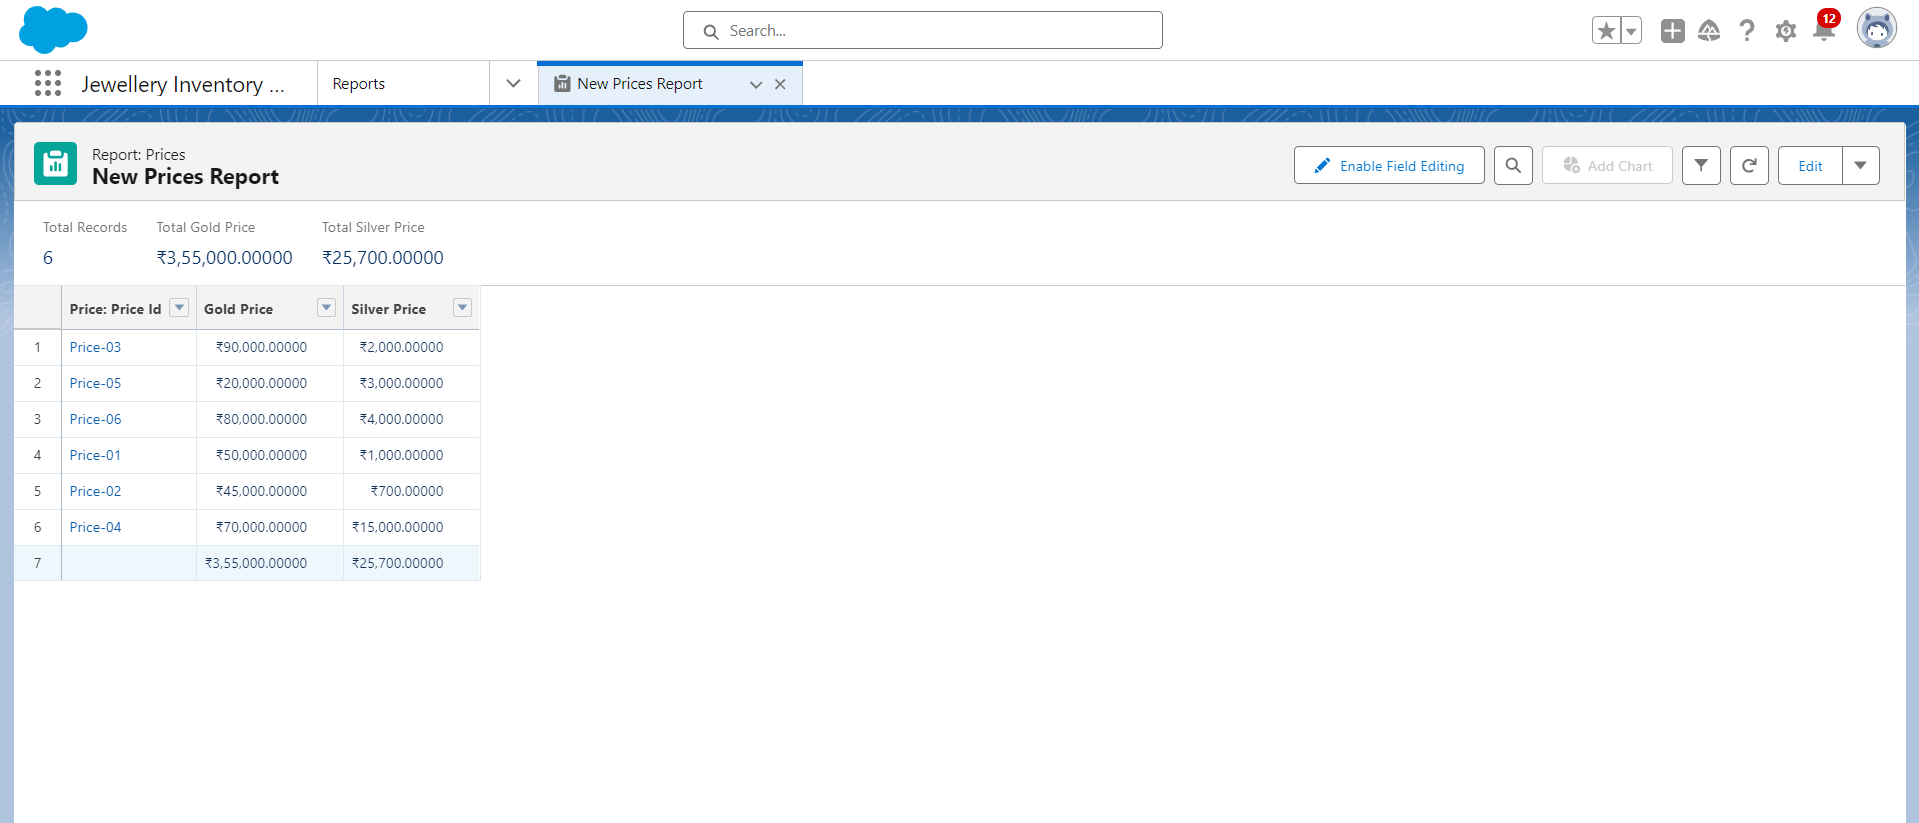 Search...
12
Jewellery Inventory ...
Reports
New Prices Report
Report: Prices
New Prices Report
Enable Field Editing
Add Chart
Edit
Total Records Total Gold Price Total Silver Price
6 ₹3,55,000.00000 ₹25,700.00000
Price: Price Id Gold Price Silver Price
1 Price-03 ₹90,000.00000 ₹2,000.00000
2 Price-05 ₹20,000.00000 ₹3,000.00000
3 Price-06 ₹80,000.00000 ₹4,000.00000
4 Price-01 ₹50,000.00000 ₹1,000.00000
5 Price-02 ₹45,000.00000 ₹700.00000
6 Price-04 ₹70,000.00000 ₹15,000.00000
7 ₹3,55,000.00000 ₹25,700.00000